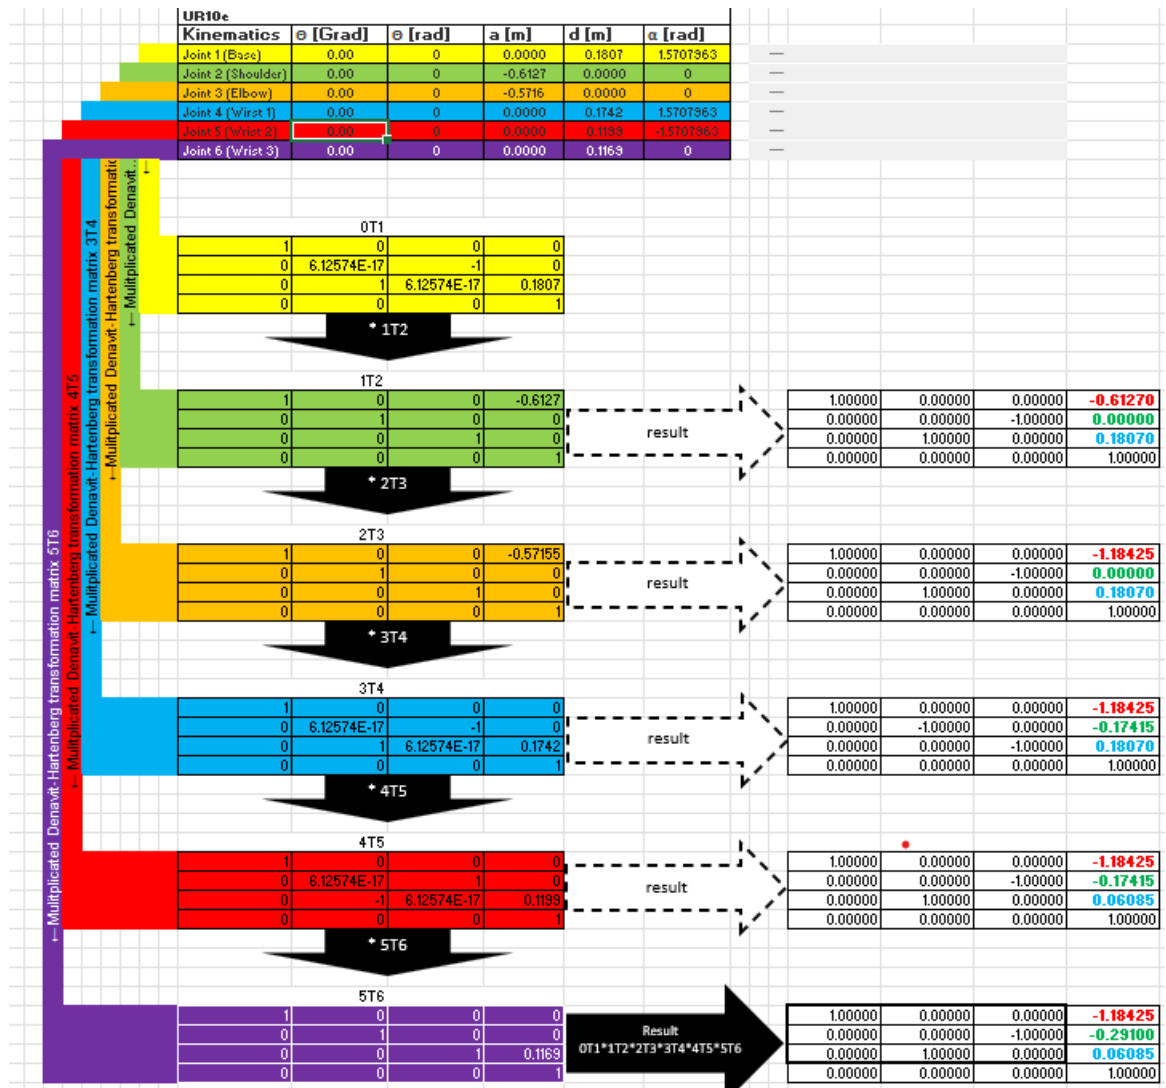 UR10e
Kinematics Θ [Grad] Θ [rad] a [m] d [m] α [rad]
Joint 1 (Base) 0.00 0 0.0000 0.1807 1.5707963 —
Joint 2 (Shoulder) 0.00 0 -0.6127 0.0000 0 —
Joint 3 (Elbow) 0.00 0 -0.5716 0.0000 0 —
Joint 4 (Wirst 1) 0.00 0 0.0000 0.1742 1.5707963 —
Joint 5 (Wrist 2) 0.00 0 0.0000 0.1199 -1.5707963 —
Joint 6 (Wrist 3) 0.00 0 0.0000 0.1169 0 —
←
←Mulitplicated Denavit...
←Mulitplicated Denavit-Hartenberg transformatic
← Mulitplicated Denavit-Hartenberg transformation matrix 3T4
← Mulitplicated Denavit-Hartenberg transformation matrix 4T5
← Mulitplicated Denavit-Hartenberg transformation matrix 5T6
0T1
1 0 0 0
0 6.12574E-17 -1 0
0 1 6.12574E-17 0.1807
0 0 0 1
* 1T2
1T2
1 0 0 -0.6127
0 1 0 0
0 0 1 0
0 0 0 1
result
1.00000 0.00000 0.00000 -0.61270
0.00000 0.00000 -1.00000 0.00000
0.00000 1.00000 0.00000 0.18070
0.00000 0.00000 0.00000 1.00000
* 2T3
2T3
1 0 0 -0.57155
0 1 0 0
0 0 1 0
0 0 0 1
result
1.00000 0.00000 0.00000 -1.18425
0.00000 0.00000 -1.00000 0.00000
0.00000 1.00000 0.00000 0.18070
0.00000 0.00000 0.00000 1.00000
* 3T4
3T4
1 0 0 0
0 6.12574E-17 -1 0
0 1 6.12574E-17 0.1742
0 0 0 1
result
1.00000 0.00000 0.00000 -1.18425
0.00000 -1.00000 0.00000 -0.17415
0.00000 0.00000 -1.00000 0.18070
0.00000 0.00000 0.00000 1.00000
* 4T5
4T5
1 0 0 0
0 6.12574E-17 1 0
0 -1 6.12574E-17 0.1199
0 0 0 1
result
1.00000 0.00000 0.00000 -1.18425
0.00000 0.00000 -1.00000 -0.17415
0.00000 1.00000 0.00000 0.06085
0.00000 0.00000 0.00000 1.00000
* 5T6
5T6
1 0 0 0
0 1 0 0
0 0 1 0.1169
0 0 0 1
Result
0T1*1T2*2T3*3T4*4T5*5T6
1.00000 0.00000 0.00000 -1.18425
0.00000 0.00000 -1.00000 -0.29100
0.00000 1.00000 0.00000 0.06085
0.00000 0.00000 0.00000 1.00000